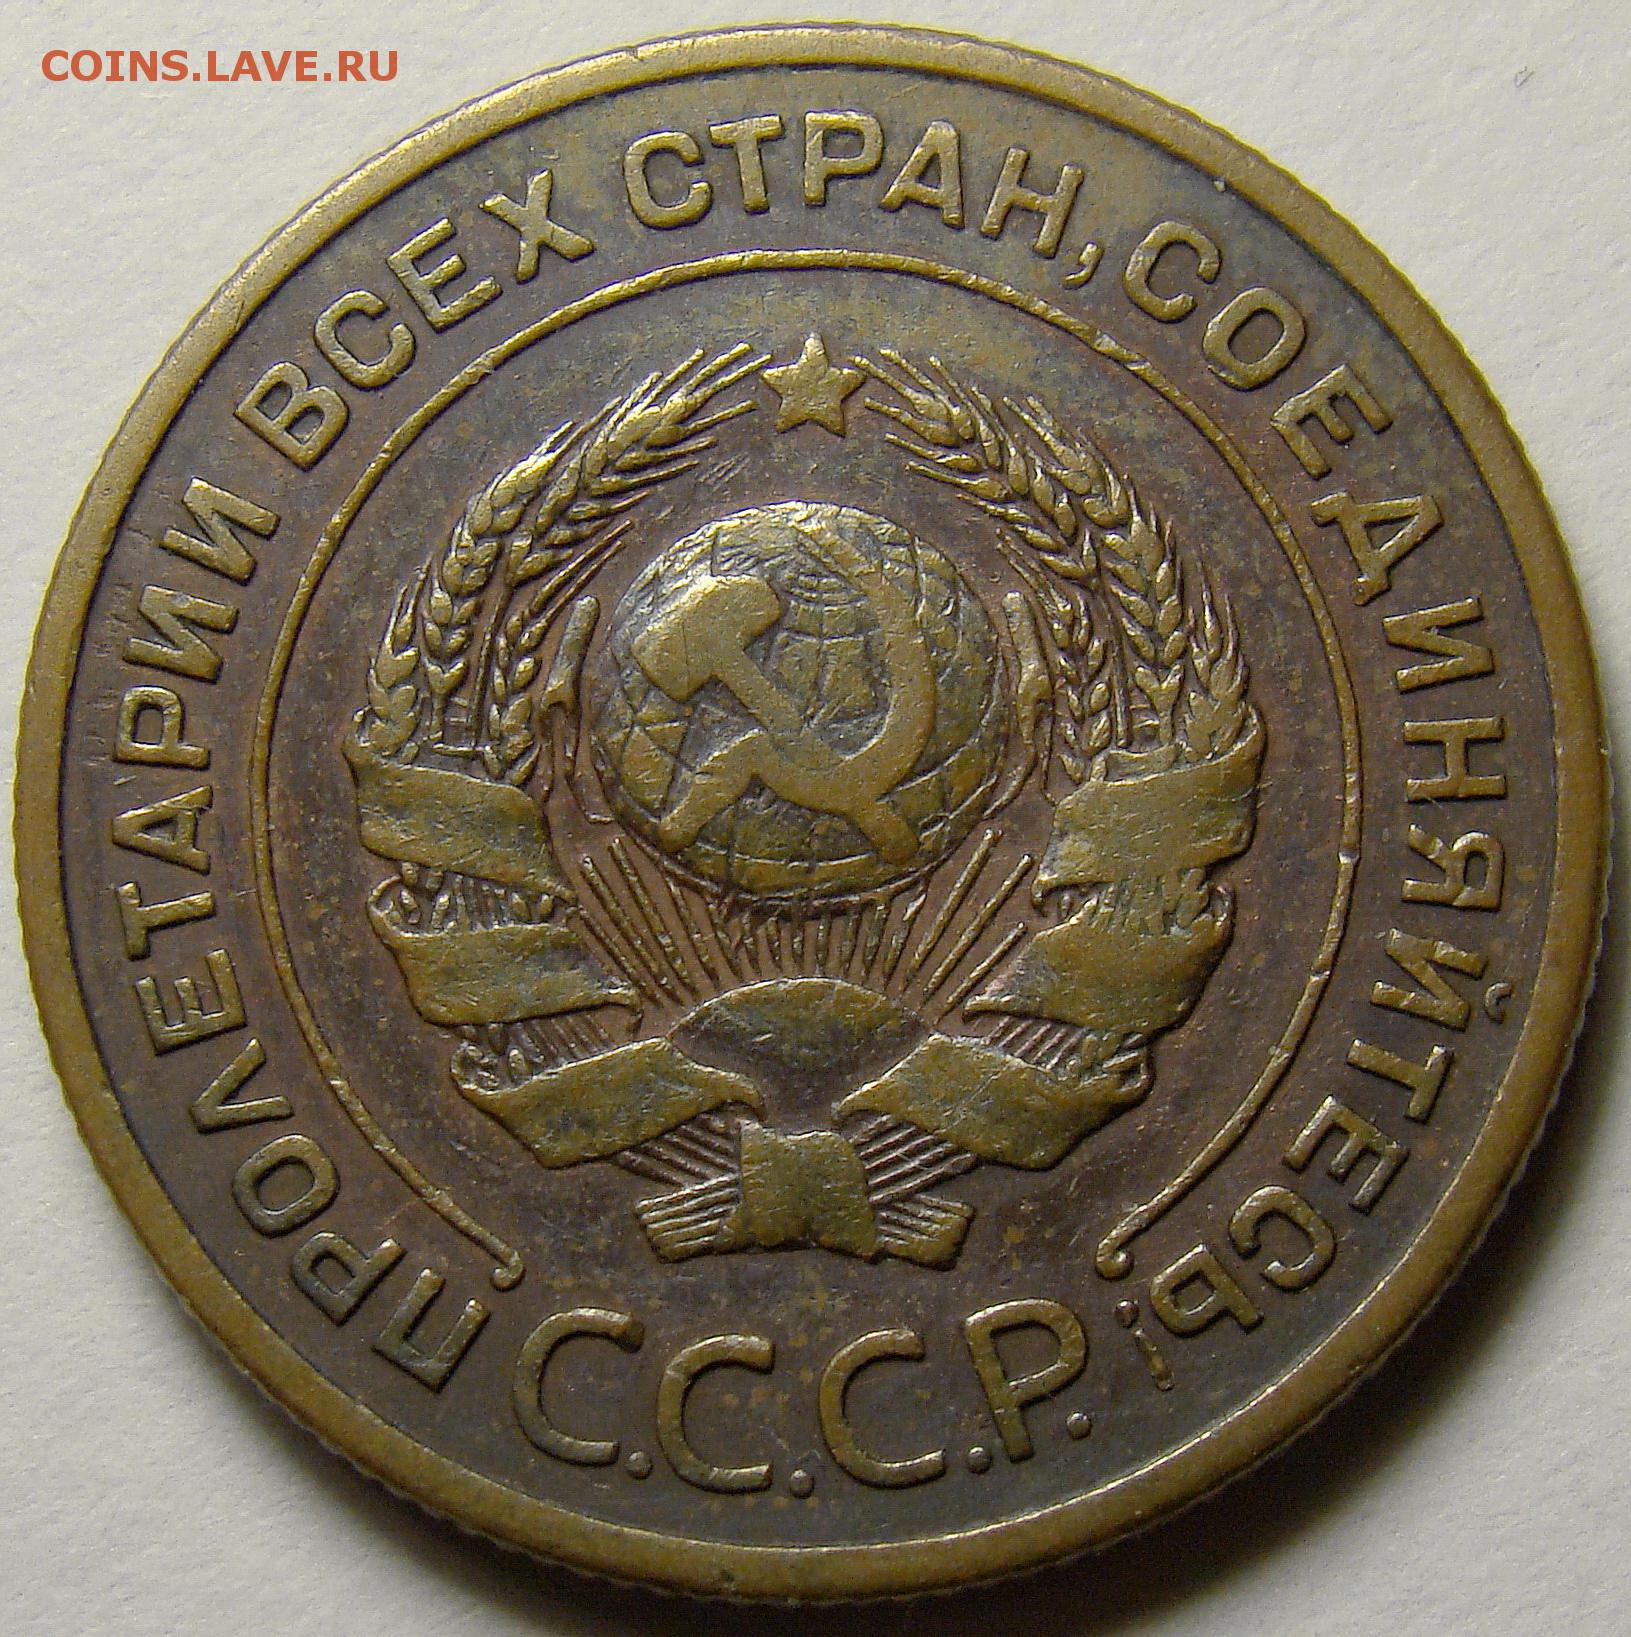 COINS.LAVE.RU
ПРОЛЕТАРИИ ВСЕХ СТРАН, СОЕДИНЯЙТЕСЬ!
С.С.С.Р.